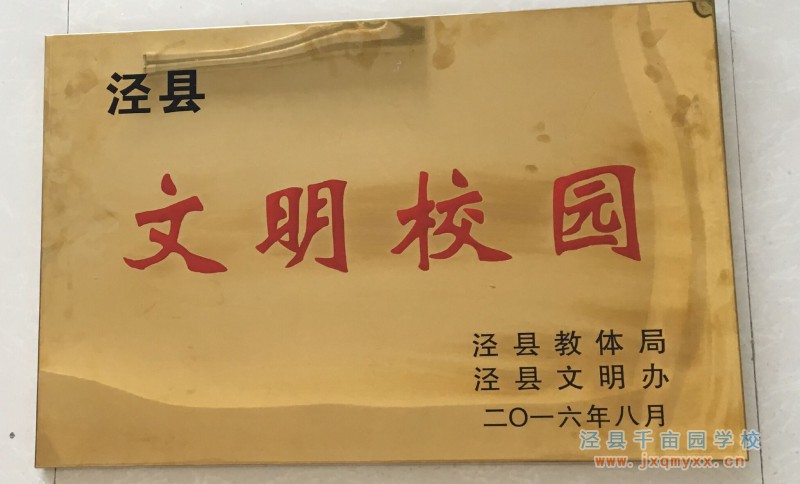 泾县
文明校园
泾县教体局
泾县文明办
二〇一六年八月
泾县千亩园学校
www.jxqmyxx.cn